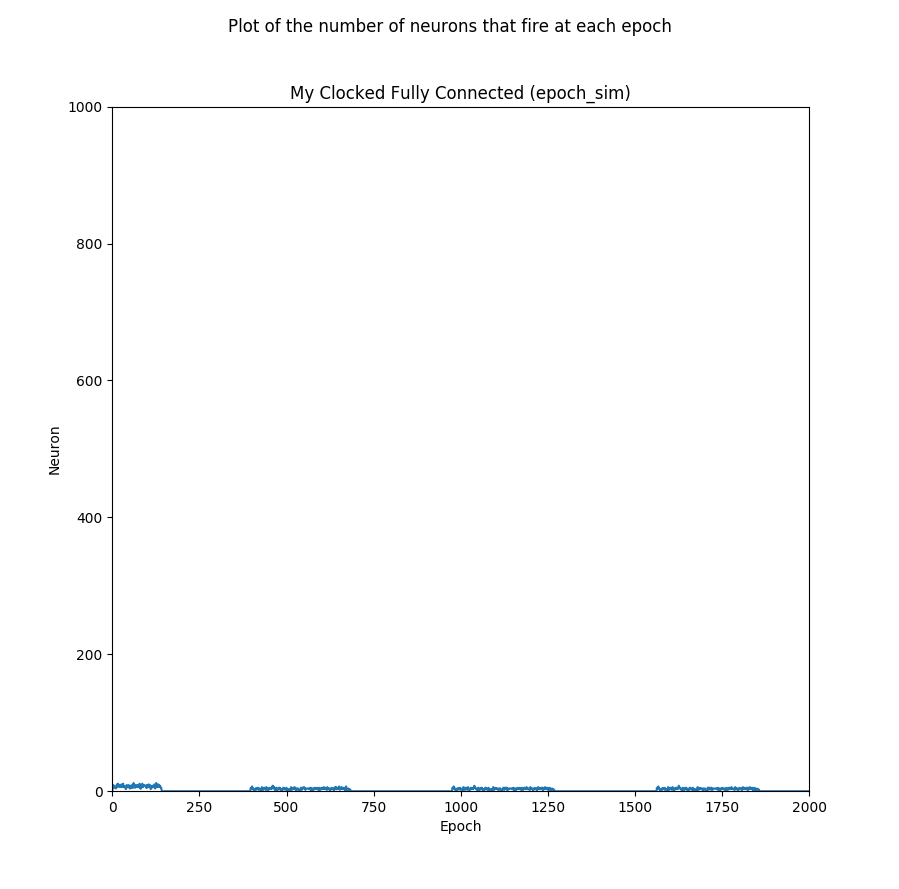 Plot of the number of neurons that fire at each epoch
My Clocked Fully Connected (epoch_sim)
1000
800
600
400
200
0
Neuron
0 250 500 750 1000 1250 1500 1750 2000
Epoch